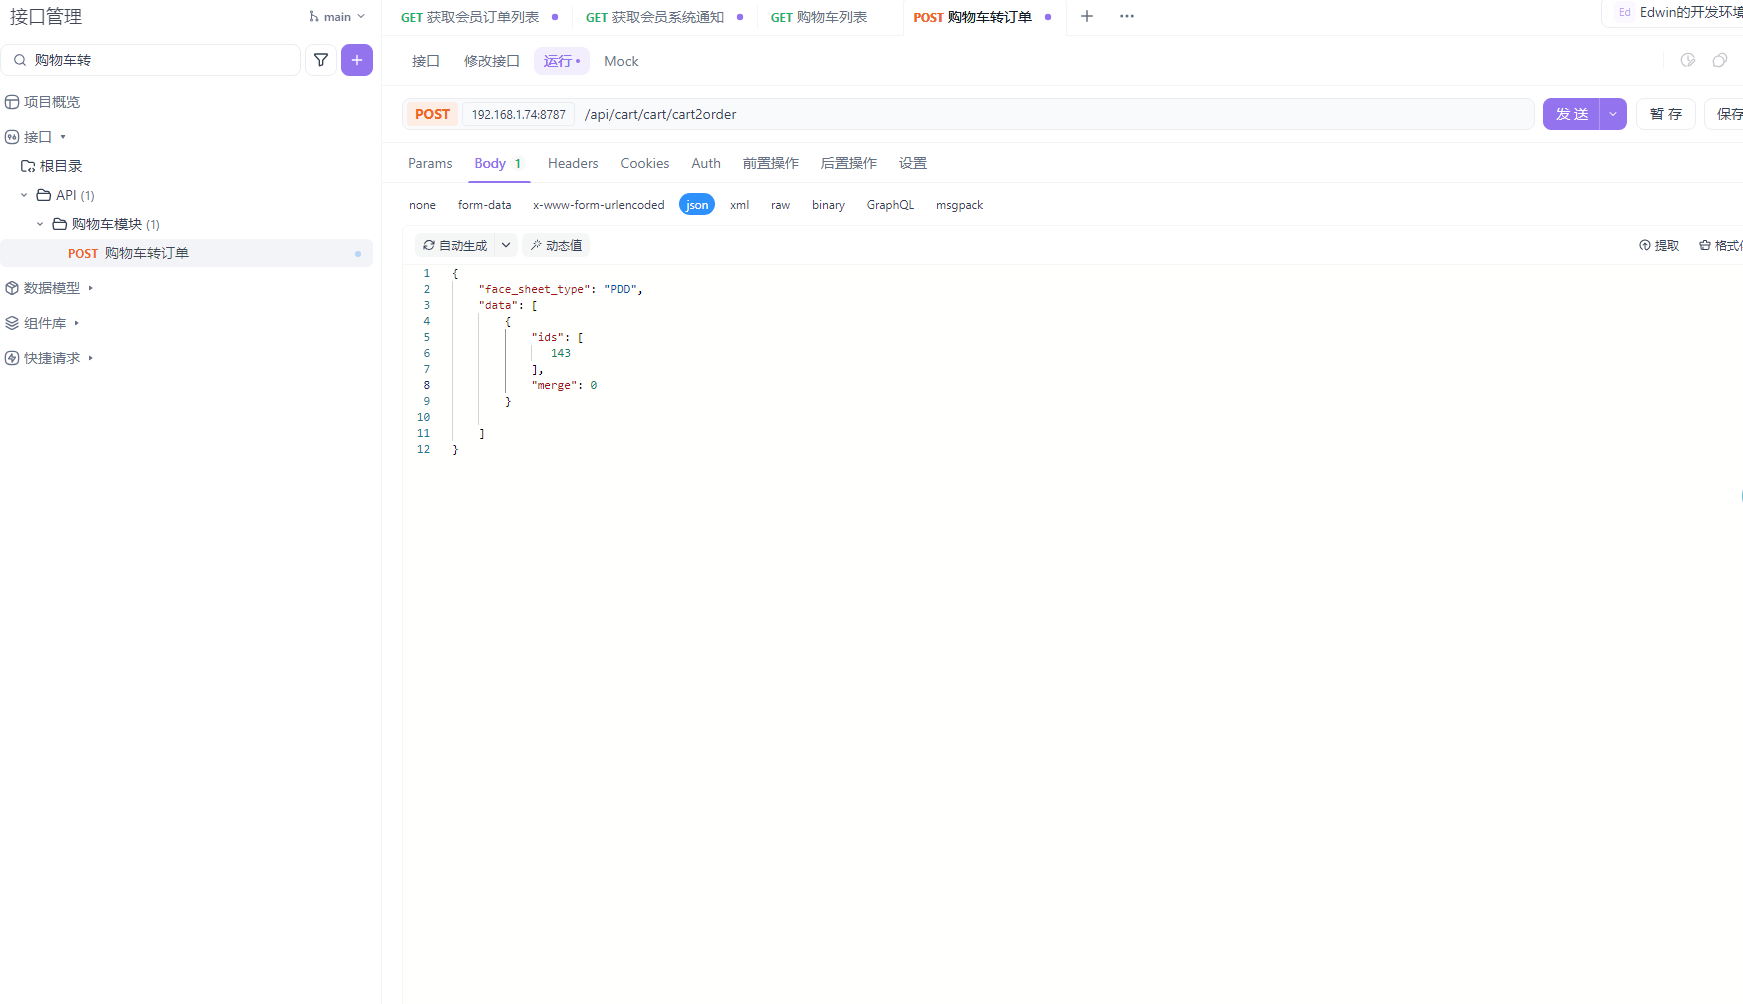 接口管理
main
购物车转
项目概览
接口
根目录
API (1)
购物车模块 (1)
POST 购物车转订单
数据模型
组件库
快捷请求
GET 获取会员订单列表
GET 获取会员系统通知
GET 购物车列表
POST 购物车转订单
Ed Edwin的开发环境
接口 修改接口 运行 Mock
POST 192.168.1.74:8787 /api/cart/cart/cart2order
发 送
暂 存
保存
Params Body 1 Headers Cookies Auth 前置操作 后置操作 设置
none form-data x-www-form-urlencoded json xml raw binary GraphQL msgpack
自动生成 动态值
提取 格式
1 {
2 "face_sheet_type": "PDD",
3 "data": [
4 {
5 "ids": [
6 143
7 ],
8 "merge": 0
9 }
10
11 ]
12 }